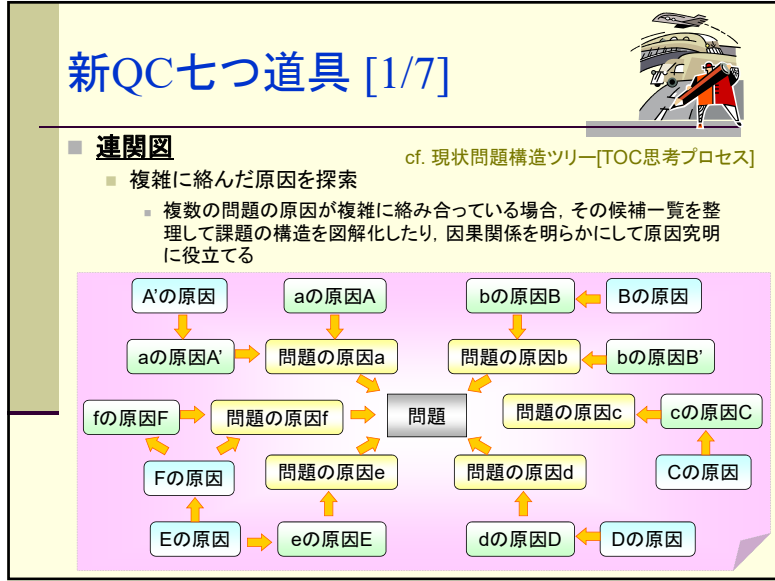 新QC七つ道具 [1/7]
連関図
cf. 現状問題構造ツリー[TOC思考プロセス]
複雑に絡んだ原因を探索
複数の問題の原因が複雑に絡み合っている場合，その候補一覧を整
理して課題の構造を図解化したり，因果関係を明らかにして原因究明
に役立てる
A’の原因
aの原因A
bの原因B
Bの原因
aの原因A’
問題の原因a
問題の原因b
bの原因B’
fの原因F
問題の原因f
問題
問題の原因c
cの原因C
Fの原因
問題の原因e
問題の原因d
Cの原因
Eの原因
eの原因E
dの原因D
Dの原因